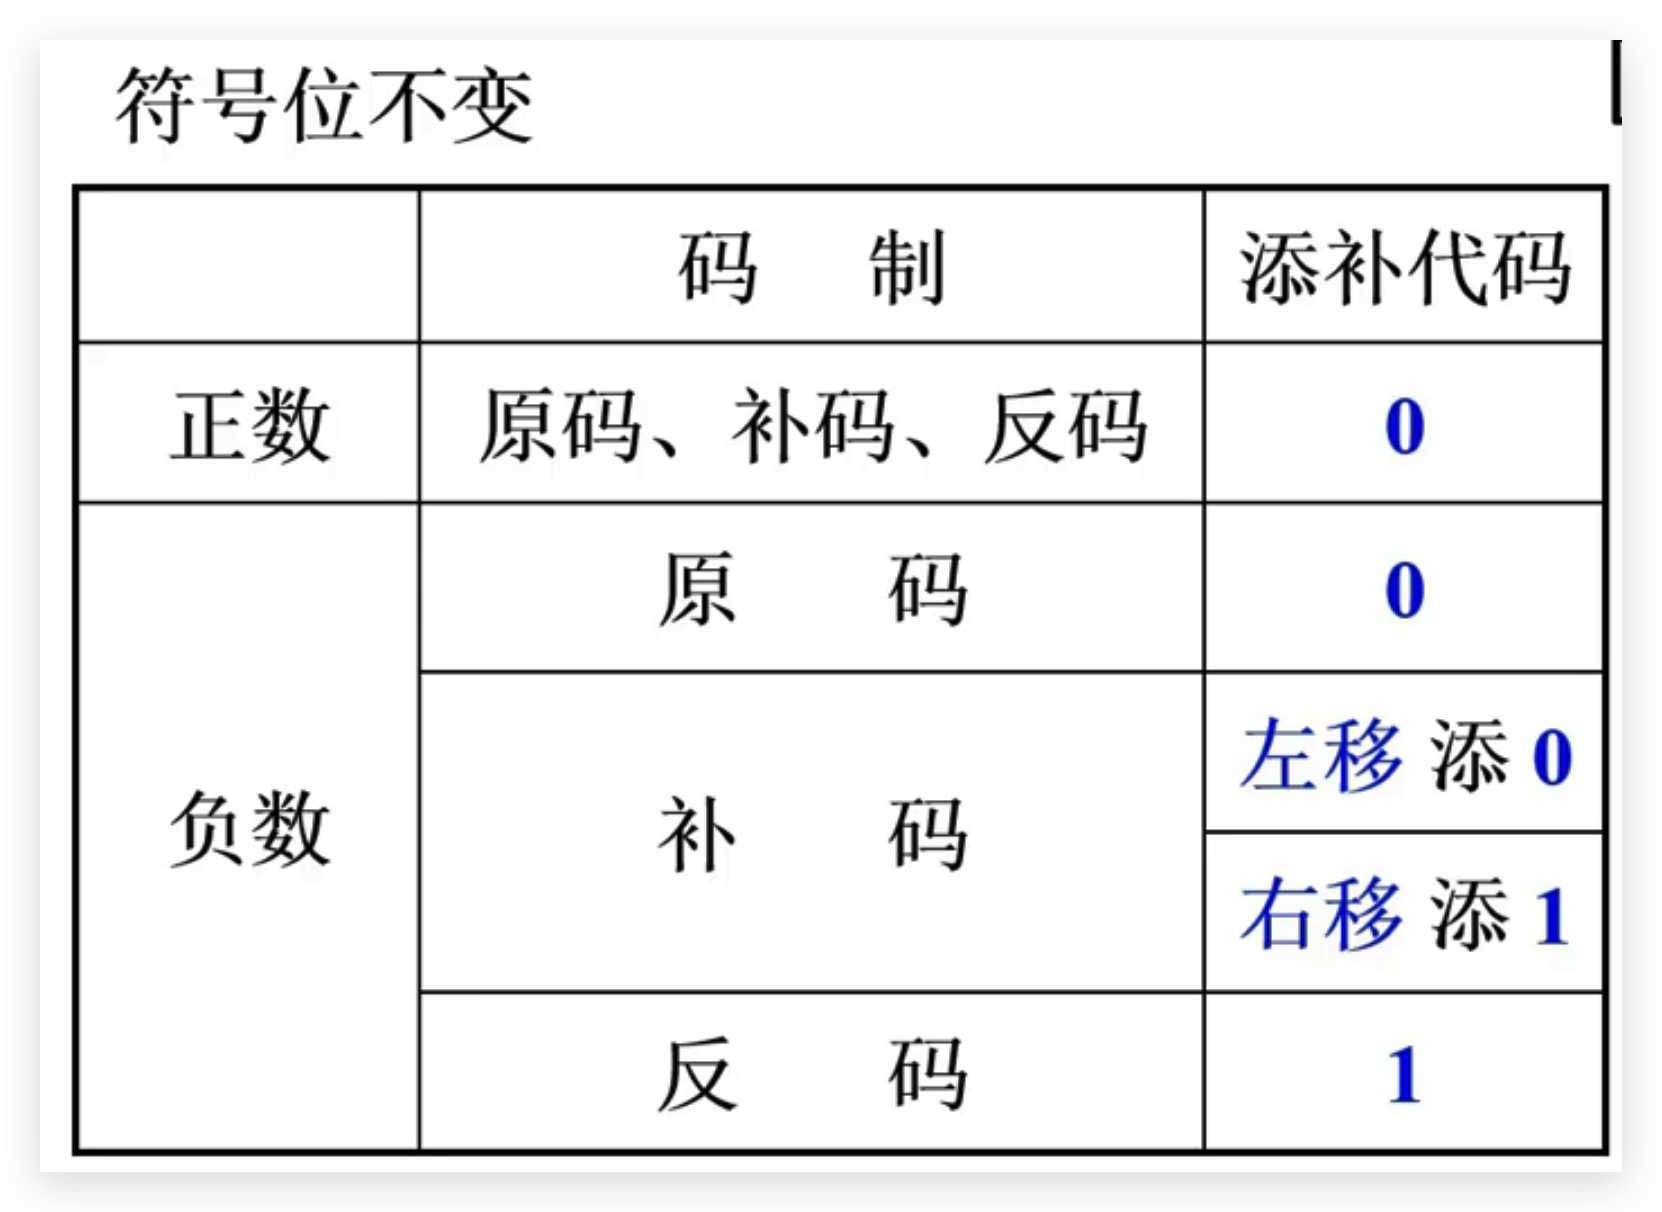 符号位不变
码 制 添补代码
正数 原码、补码、反码 0
原 码 0
左移 添 0
负数 补 码
右移 添 1
反 码 1